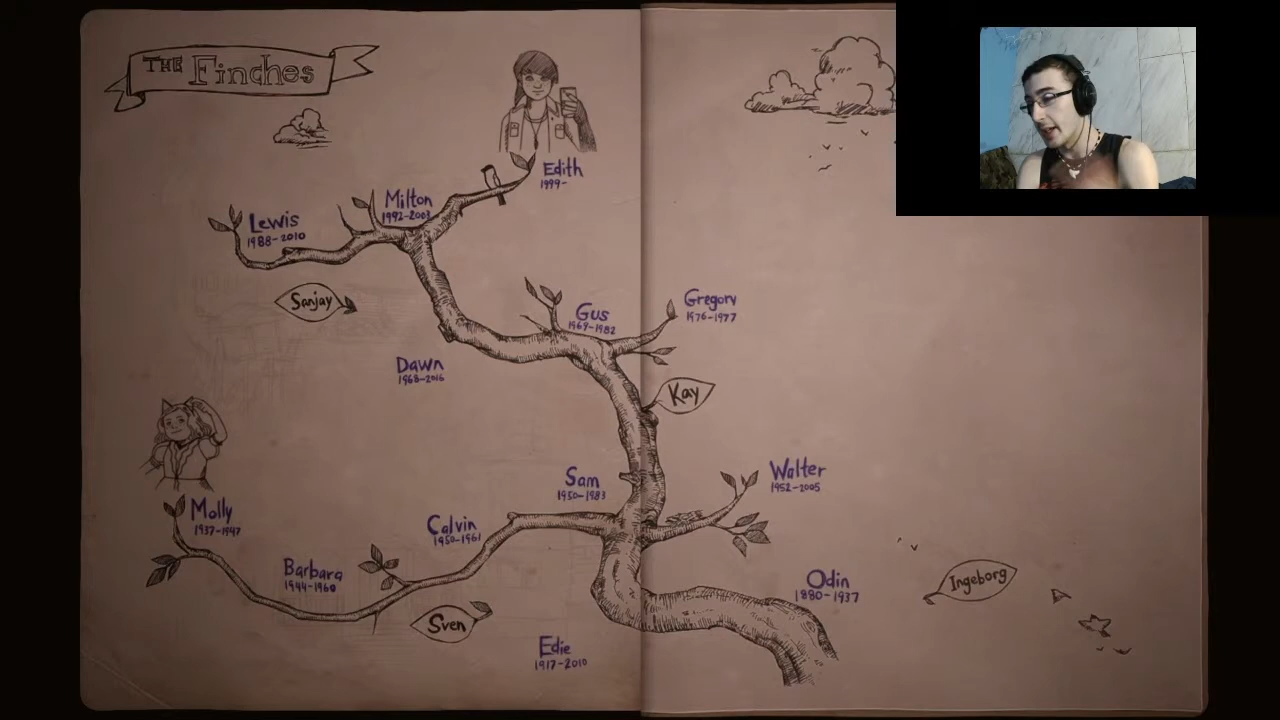 THE Finches
Edith
1999-
Milton
1992-2003
Lewis
1988-2010
Sanjay
Gus
1969-1982
Gregory
1976-1977
Dawn
1968-2016
Kay
Sam
1950-1983
Walter
1952-2005
Molly
1937-1947
Calvin
1950-1961
Barbara
1944-1960
Sven
Odin
1880-1937
Ingeborg
Edie
1917-2010